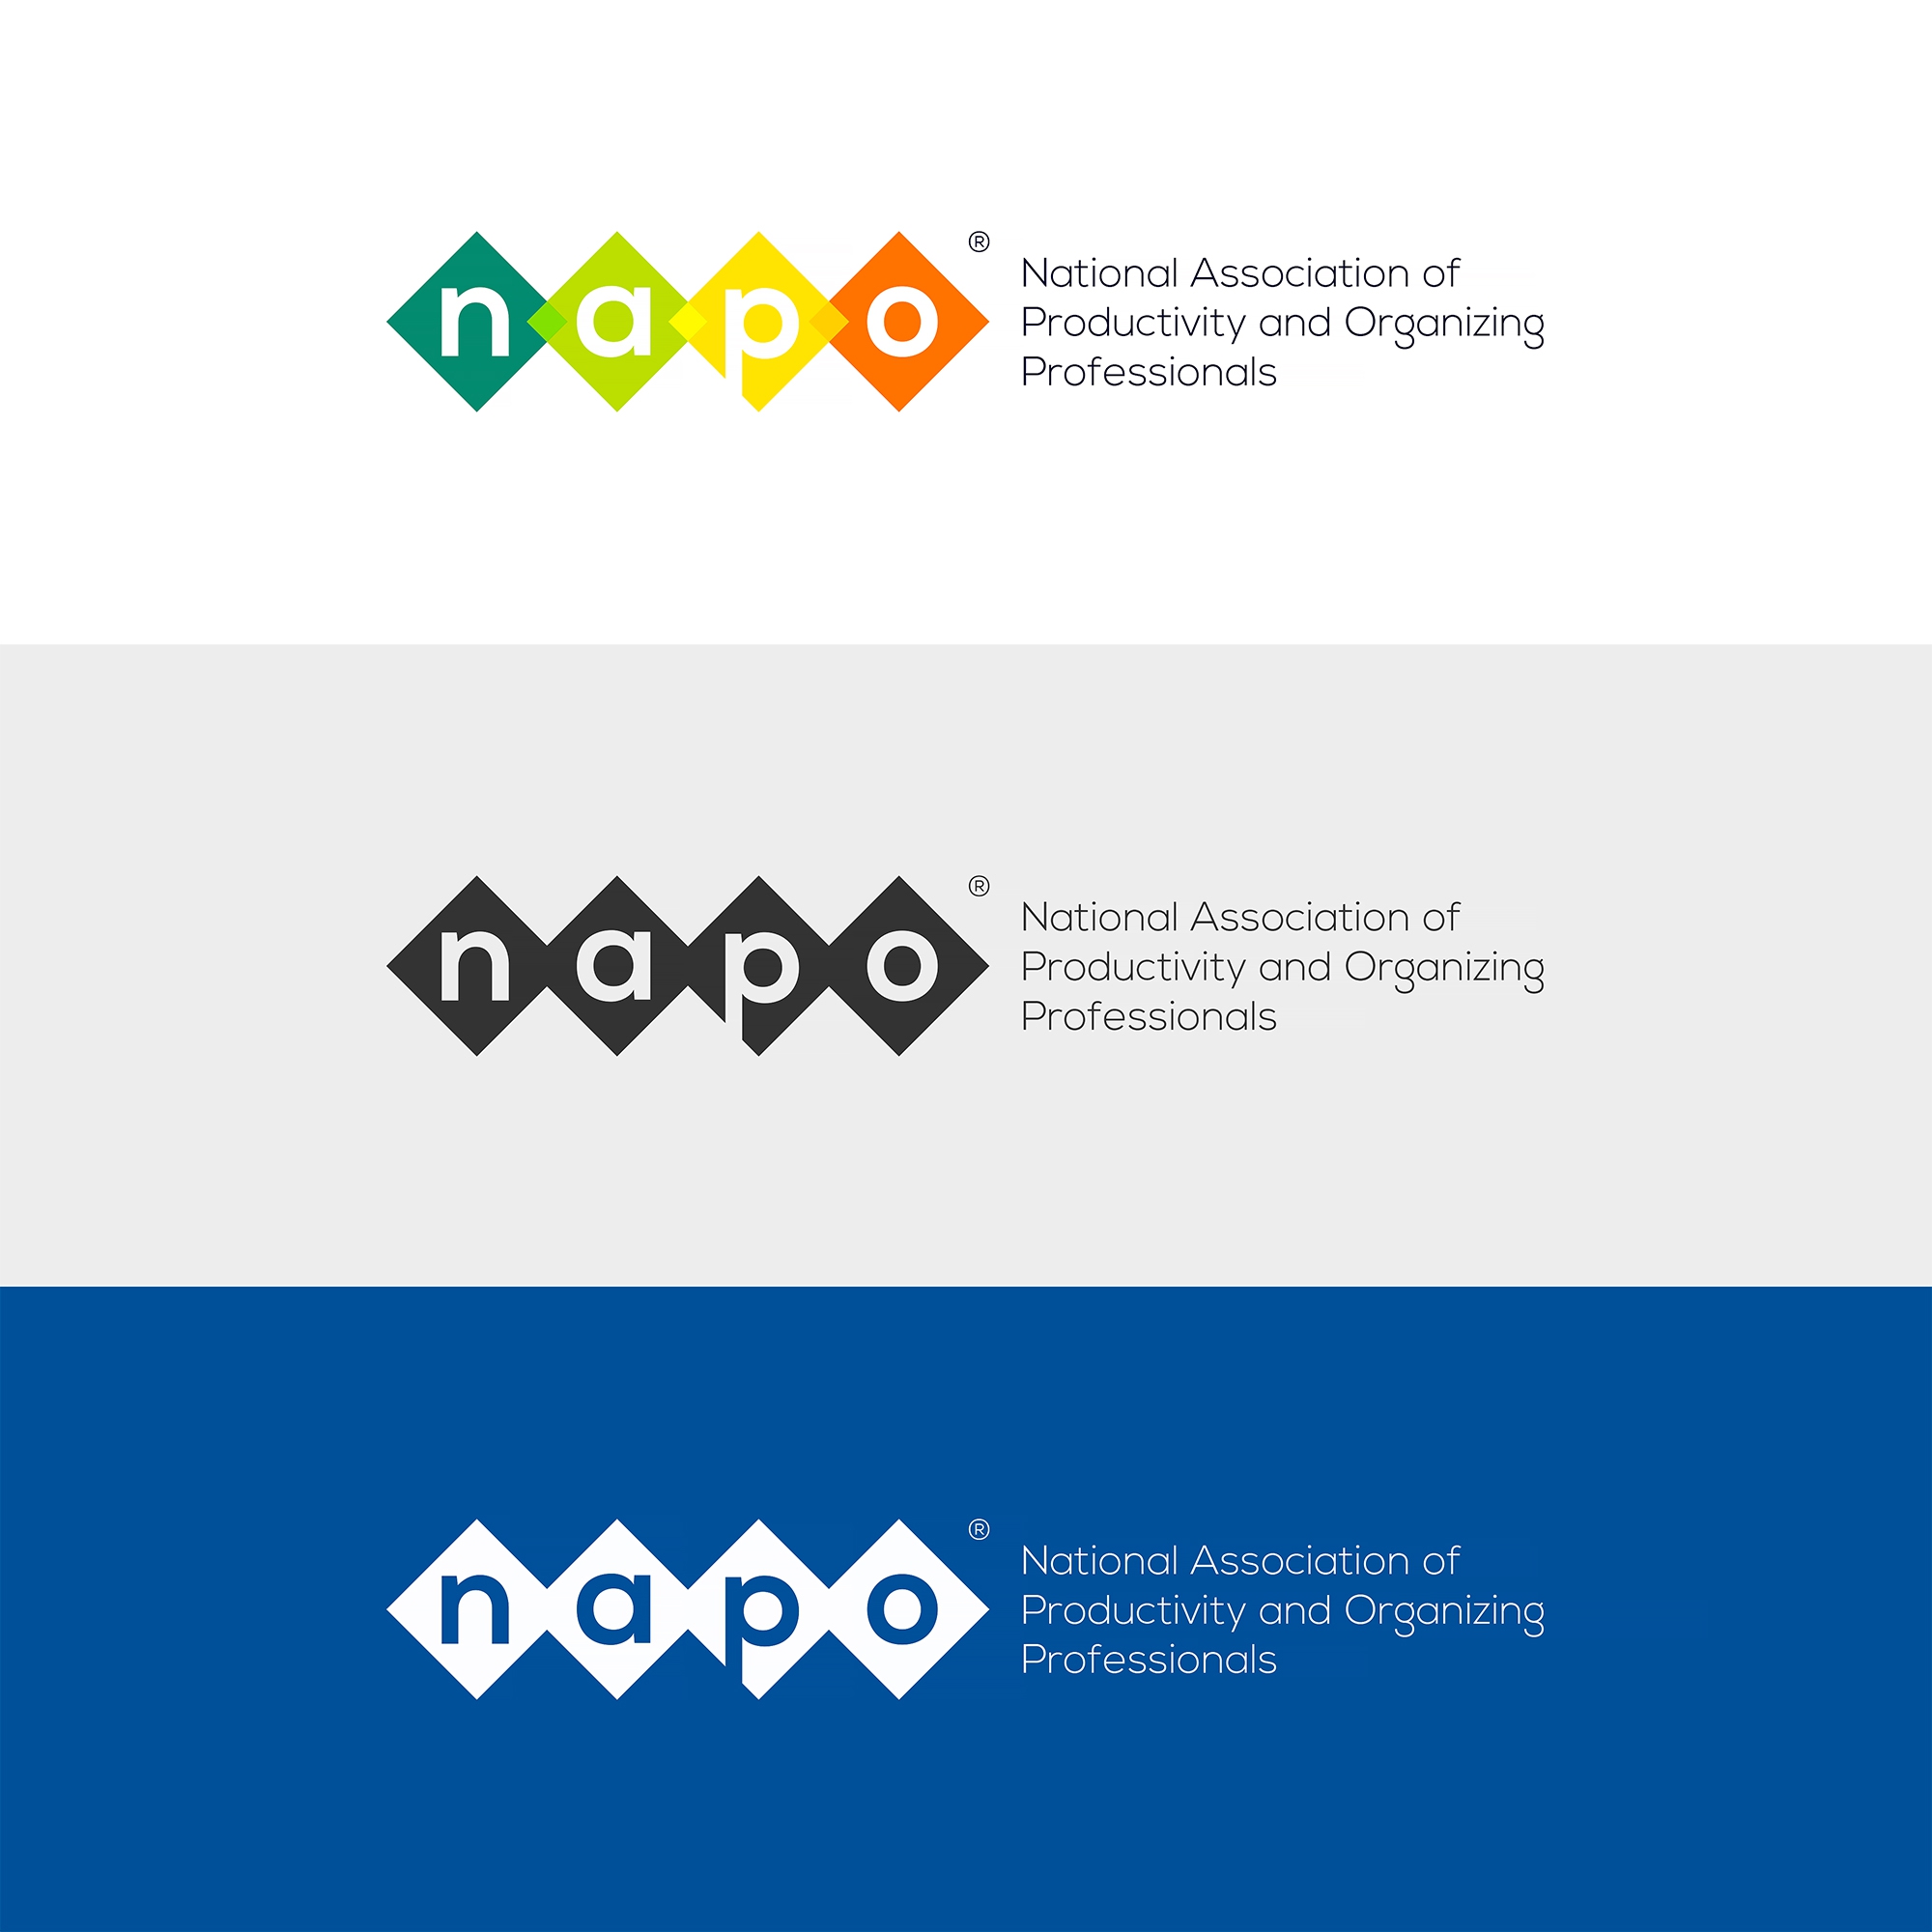 napo®
National Association of
Productivity and Organizing
Professionals
napo®
National Association of
Productivity and Organizing
Professionals
napo®
National Association of
Productivity and Organizing
Professionals